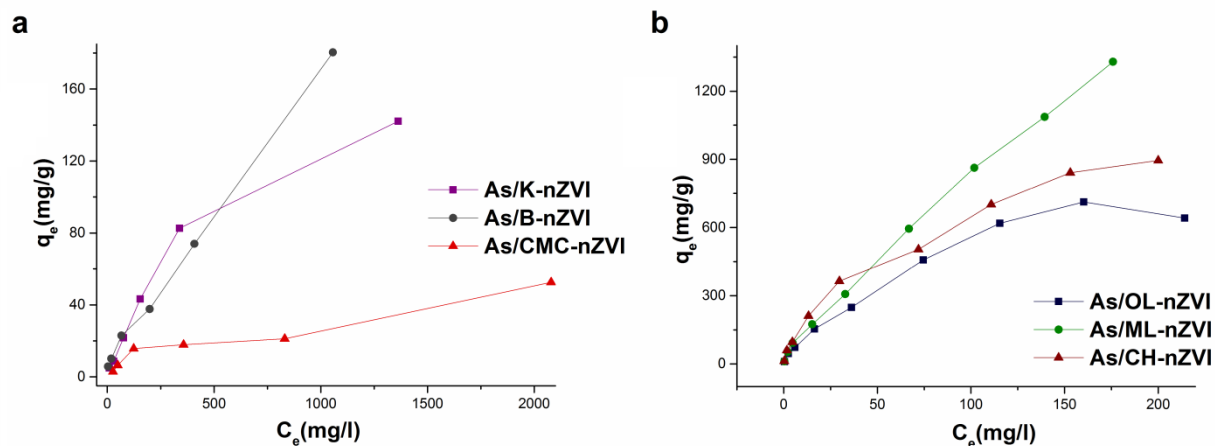 a
160
120
80
40
0
qₑ(mg/g)
As/K-nZVI
As/B-nZVI
As/CMC-nZVI
0
500
1000
1500
2000
Cₑ(mg/l)
b
1200
900
600
300
0
qₑ(mg/g)
As/OL-nZVI
As/ML-nZVI
As/CH-nZVI
0
50
100
150
200
Cₑ(mg/l)